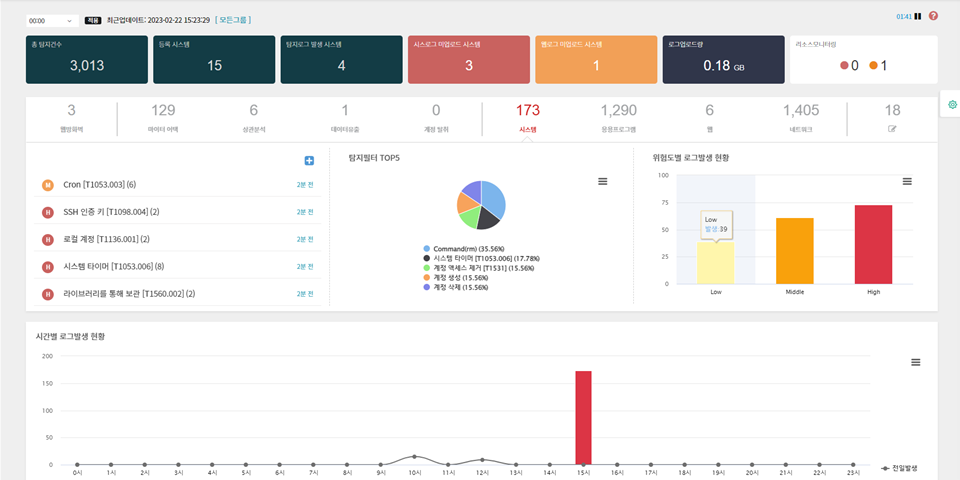 00:00 적용 최근업데이트: 2023-02-22 15:23:29 [ 모든그룹 ] 01:41 ?
총 탐지건수 등록 시스템 탐지로그 발생 시스템 시스로그 미업로드 시스템 웹로그 미업로드 시스템 로그업로드량 리소스모니터링
3,013 15 4 3 1 0.18 GB 0 1
3 129 6 1 0 173 1,290 6 1,405 18
웹방화벽 마이터 어택 상관분석 데이터유출 계정 탈취 시스템 응용프로그램 웹 네트워크
탐지필터 TOP5
위험도별 로그발생 현황
H Cron [T1053.003] (6) 2분 전
H SSH 인증 키 [T1098.004] (2) 2분 전
H 로컬 계정 [T1136.001] (2) 2분 전
H 시스템 타이머 [T1053.006] (8) 2분 전
H 라이브러리를 통해 보관 [T1560.002] (2) 2분 전
Command(rm) (35.56%)
시스템 타이머 [T1053.006] (17.78%)
계정 액세스 제거 [T1531] (15.56%)
계정 생성 (15.56%)
계정 삭제 (15.56%)
100
75
50
25
0
Low
발생: 39
Low Middle High
시간별 로그발생 현황
200
150
100
50
0
0시 1시 2시 3시 4시 5시 6시 7시 8시 9시 10시 11시 12시 13시 14시 15시 16시 17시 18시 19시 20시 21시 22시 23시
전일발생